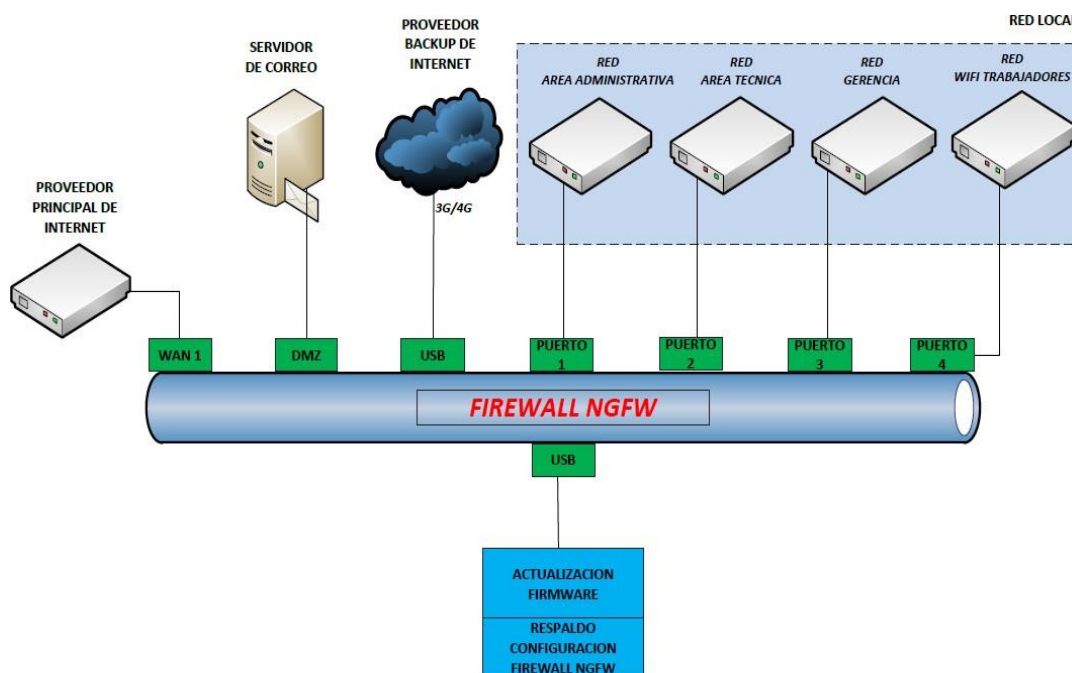 RED LOCAL
PROVEEDOR
BACKUP DE
INTERNET
SERVIDOR
DE CORREO
RED
AREA ADMINISTRATIVA
RED
AREA TECNICA
RED
GERENCIA
RED
WIFI TRABAJADORES
PROVEEDOR
PRINCIPAL DE
INTERNET
3G/4G
WAN 1
DMZ
USB
PUERTO
1
PUERTO
2
PUERTO
3
PUERTO
4
FIREWALL NGFW
USB
ACTUALIZACION
FIRMWARE
RESPALDO
CONFIGURACION
FIREWALL NGFW